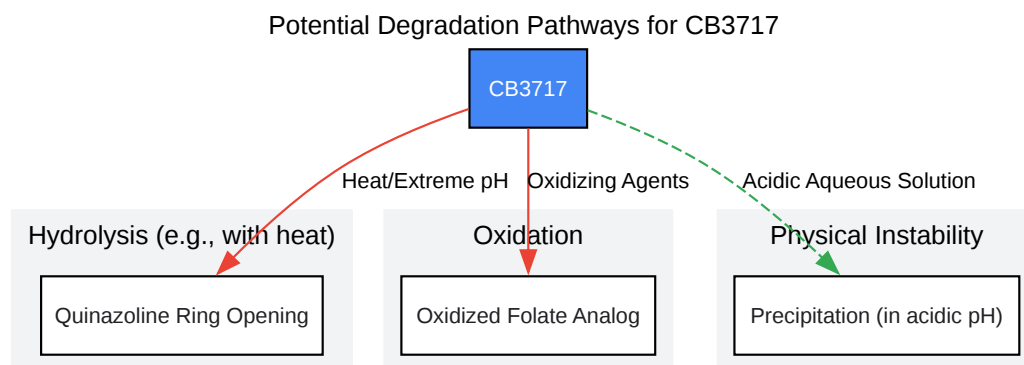 Potential Degradation Pathways for CB3717
CB3717
Heat/Extreme pH
Oxidizing Agents
Acidic Aqueous Solution
Hydrolysis (e.g., with heat)
Oxidation
Physical Instability
Quinazoline Ring Opening
Oxidized Folate Analog
Precipitation (in acidic pH)